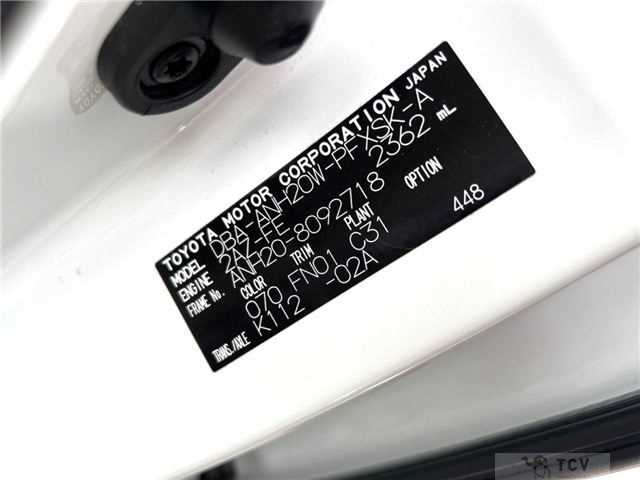 TOYOTA MOTOR CORPORATION JAPAN
MODEL DBA-ANH20W-PFXSK-A
ENGINE 2AZ-FE 2362 mL
FRAME No. ANH20-8092718
COLOR TRIM PLANT OPTION
070 FN01 C31 448
TRANS./AXLE K112 -02A
TCV